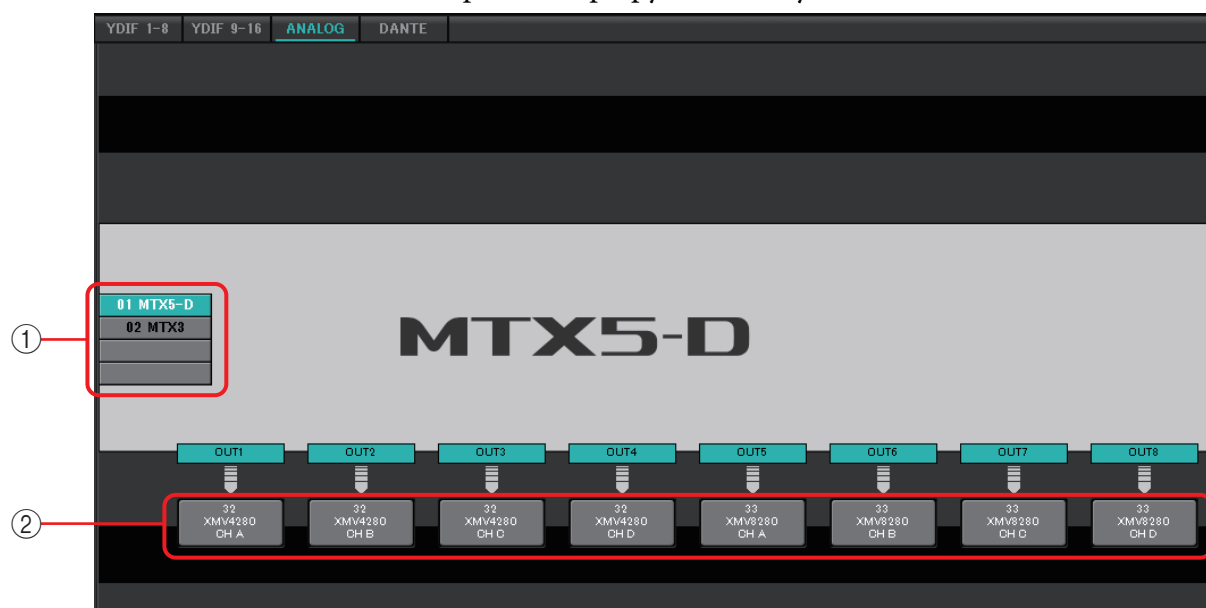 YDIF 1-8 YDIF 9-16 ANALOG DANTE
01 MTX5-D
02 MTX3
①
MTX5-D
OUT1 OUT2 OUT3 OUT4 OUT5 OUT6 OUT7 OUT8
②
32 XMV4280 CH A
32 XMV4280 CH B
32 XMV4280 CH C
32 XMV4280 CH D
33 XMV8280 CH A
33 XMV8280 CH B
33 XMV8280 CH C
33 XMV8280 CH D